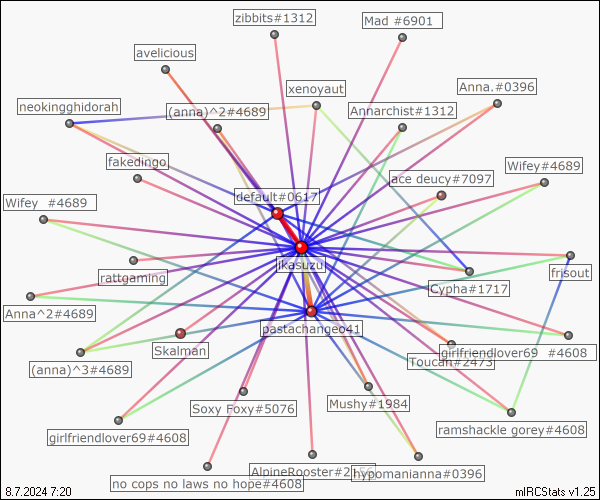 zibbits#1312
Mad #6901
avelicious
xenoyaut
Anna.#0396
neokingghidorah
(anna)^2#4689
Annarchist#1312
fakedingo
ace deucy#7097
Wifey#4689
default#0617
Wifey #4689
jkasuzu
rattgaming
Cypha#1717
frisout
Anna^2#4689
pastachangeo41
Skalman
girlfriendlover69 #4608
(anna)^3#4689
Toucan#2473
Soxy Foxy#5076
Mushy#1984
girlfriendlover69#4608
ramshackle gorey#4608
AlpineRooster#2
hypomanianna#0396
no cops no laws no hope#4608
8.7.2024 7:20
mIRCStats v1.25